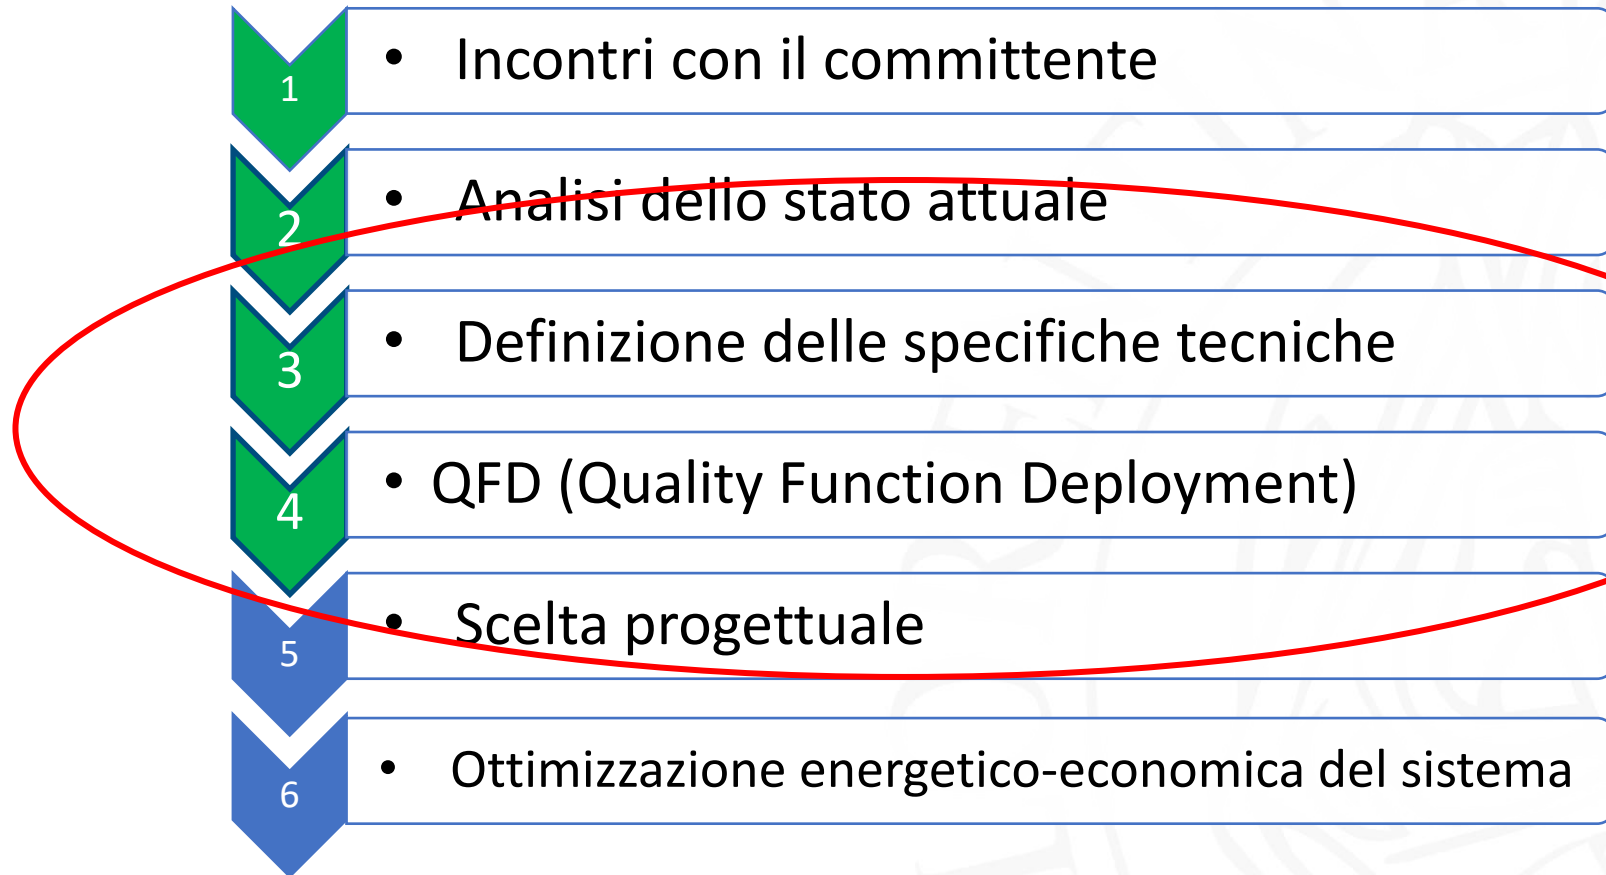 1
• Incontri con il committente
2
• Analisi dello stato attuale
3
• Definizione delle specifiche tecniche
4
• QFD (Quality Function Deployment)
5
• Scelta progettuale
6
• Ottimizzazione energetico-economica del sistema